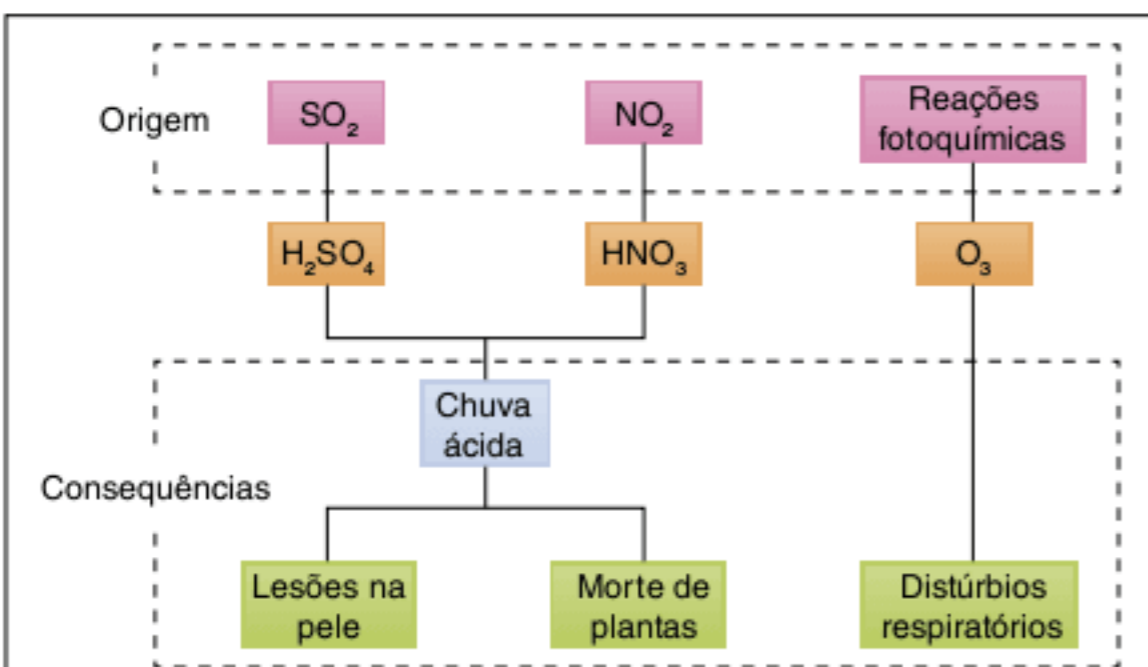 Origem
SO₂
NO₂
Reações
fotoquímicas
H₂SO₄
HNO₃
O₃
Chuva
ácida
Consequências
Lesões na
pele
Morte de
plantas
Distúrbios
respiratórios